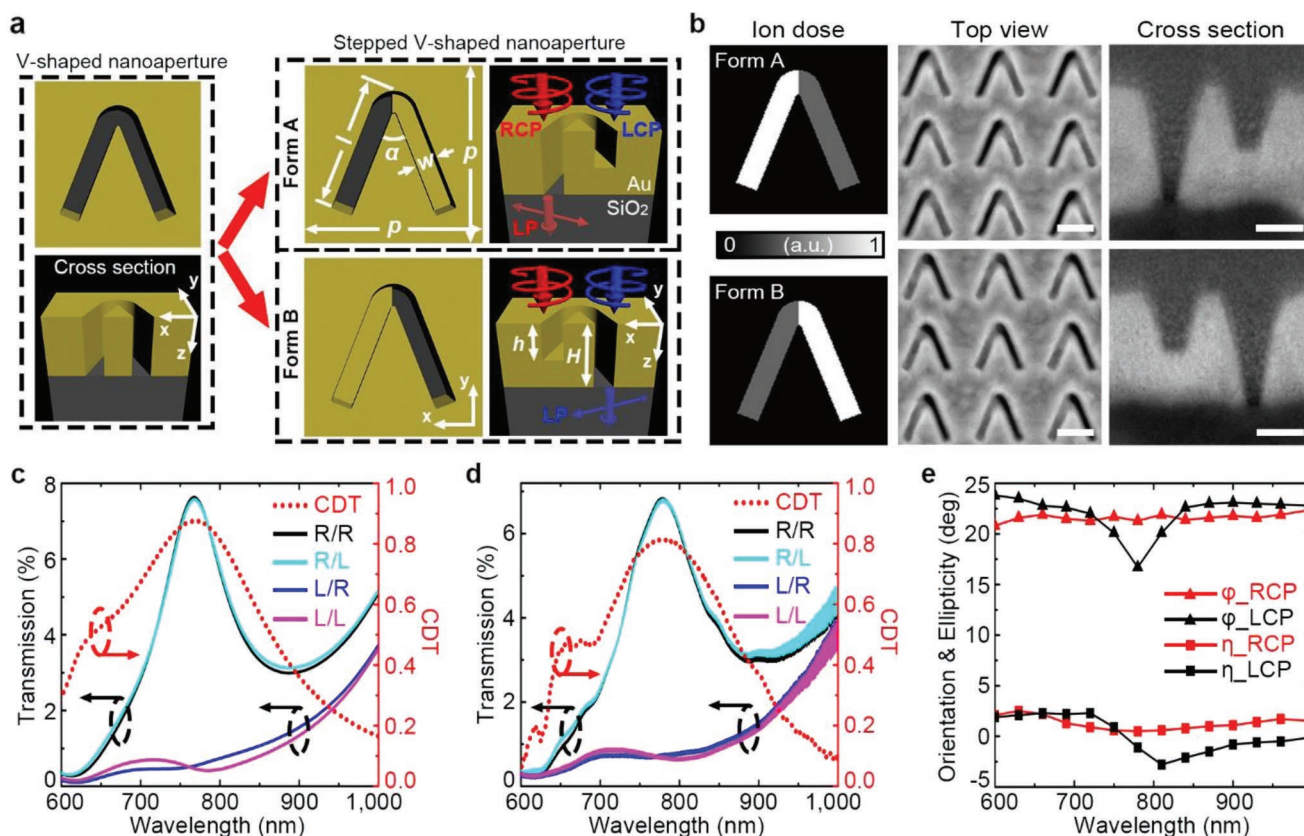 a
V-shaped nanoaperture
Stepped V-shaped nanoaperture
Cross section
x
y
z
Form A
l
α
w
p
p
RCP
LCP
Au
SiO₂
LP
Form B
y
x
RCP
LCP
y
x
z
h
H
LP
b
Ion dose
Top view
Cross section
Form A
0 (a.u.) 1
Form B
c
Transmission (%)
8
6
4
2
0
CDT
R/R
R/L
L/R
L/L
1.0
0.8
0.6
0.4
0.2
0.0
CDT
600 700 800 900 1,000
Wavelength (nm)
d
Transmission (%)
6
4
2
0
CDT
R/R
R/L
L/R
L/L
1.0
0.8
0.6
0.4
0.2
0.0
CDT
600 700 800 900 1,000
Wavelength (nm)
e
Orientation & Ellipticity (deg)
25
20
15
10
5
0
-5
φ_RCP
φ_LCP
η_RCP
η_LCP
600 700 800 900
Wavelength (nm)